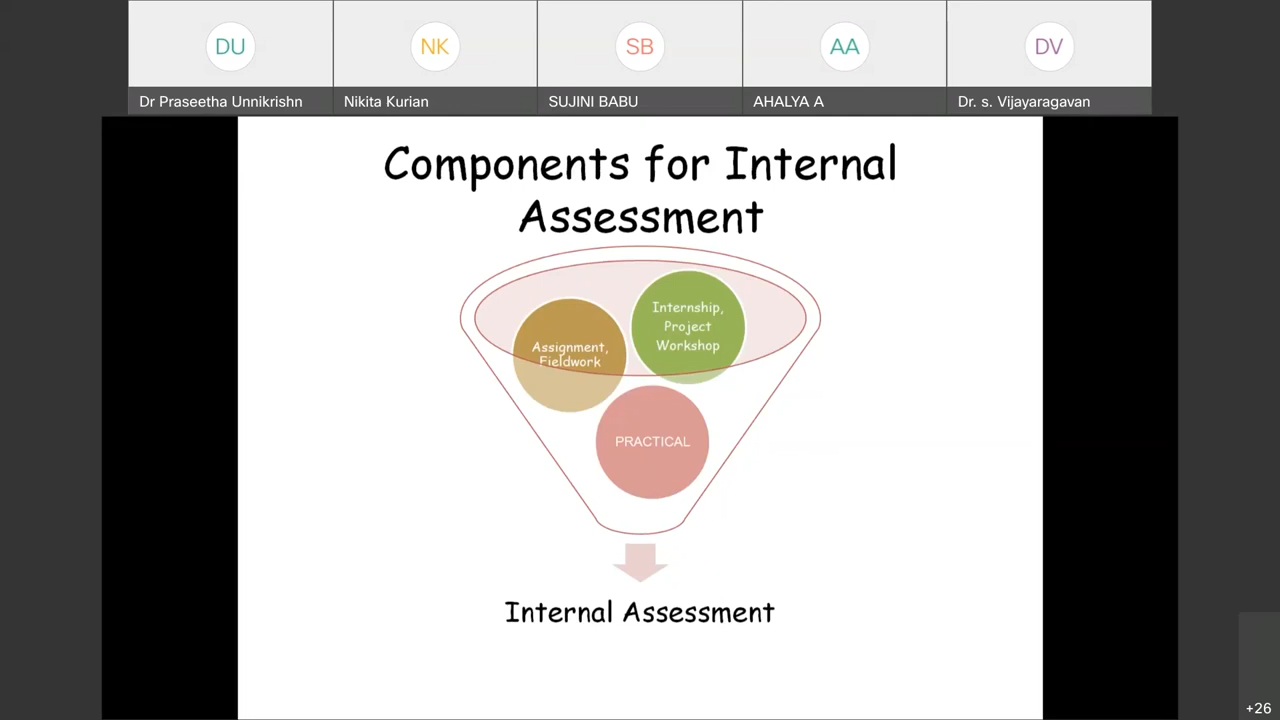 DU
NK
SB
AA
DV
Dr Praseetha Unnikrishn
Nikita Kurian
SUJINI BABU
AHALYA A
Dr. s. Vijayaragavan
Components for Internal
Assessment
Internship,
Project
Workshop
Assignment,
Fieldwork
PRACTICAL
Internal Assessment
+26